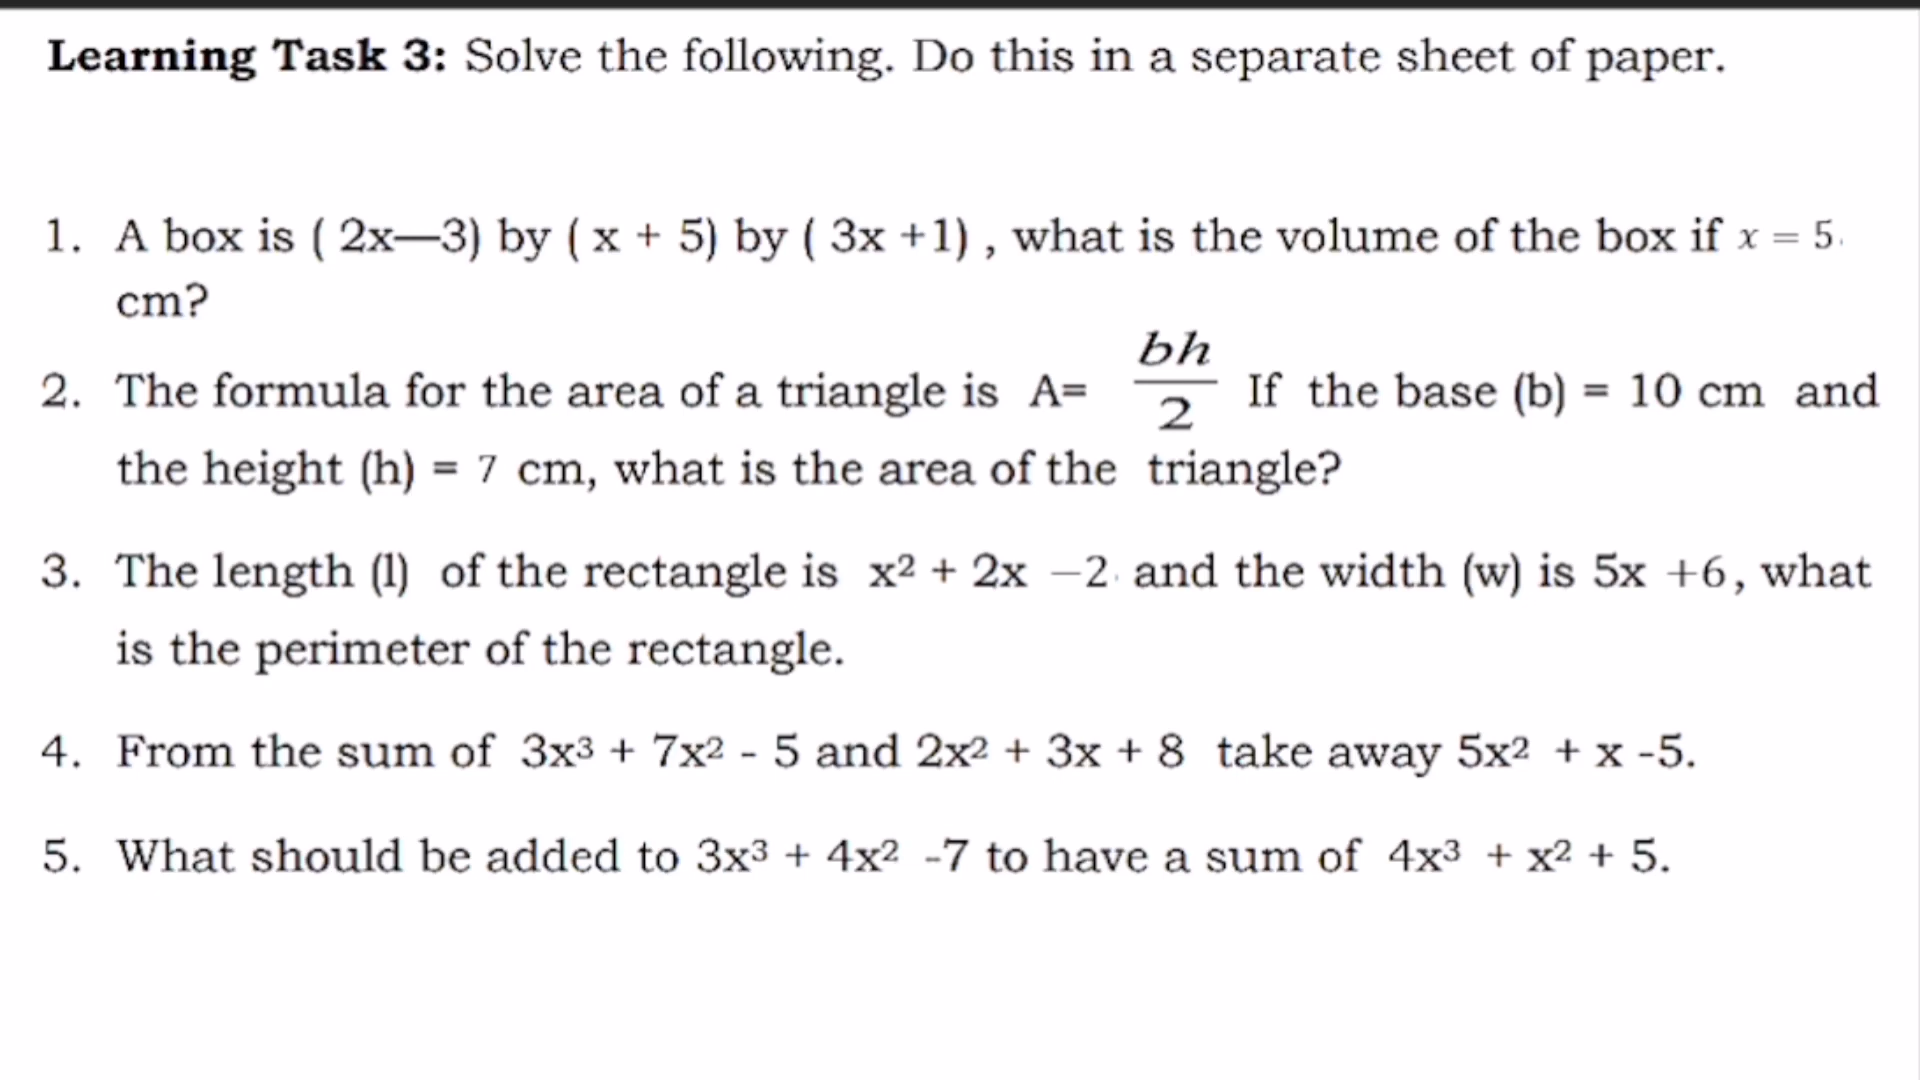 Learning Task 3: Solve the following. Do this in a separate sheet of paper.
1. A box is ( 2x—3) by ( x + 5) by ( 3x +1) , what is the volume of the box if x = 5.
cm?
2. The formula for the area of a triangle is A= bh/2 If the base (b) = 10 cm and
the height (h) = 7 cm, what is the area of the triangle?
3. The length (l) of the rectangle is x² + 2x –2 and the width (w) is 5x +6, what
is the perimeter of the rectangle.
4. From the sum of 3x³ + 7x² - 5 and 2x² + 3x + 8 take away 5x² + x -5.
5. What should be added to 3x³ + 4x² -7 to have a sum of 4x³ + x² + 5.